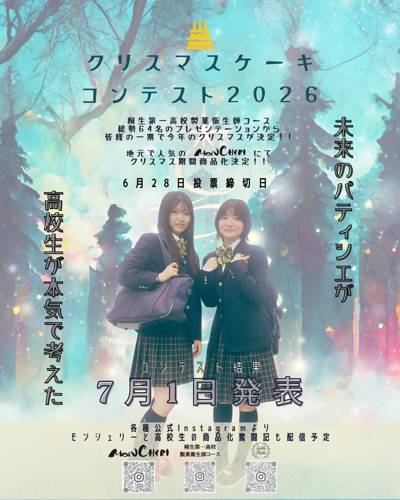 クリスマスケーキ
コンテスト2026
桐生第一高校製菓衛生師コース
総勢64名のプレゼンテーションから
皆様の一票で今年のクリスマスが決定!!
地元で人気の MONCHERI にて
クリスマス期間商品化決定!!
6月28日投票締切日
未来のパティシエが
高校生が本気で考えた
コンテスト結果
7月1日発表
各種公式Instagramより
モンシェリーと高校生の商品化奮闘記も配信予定
MONCHERI
桐生第一高校
製菓衛生師コース